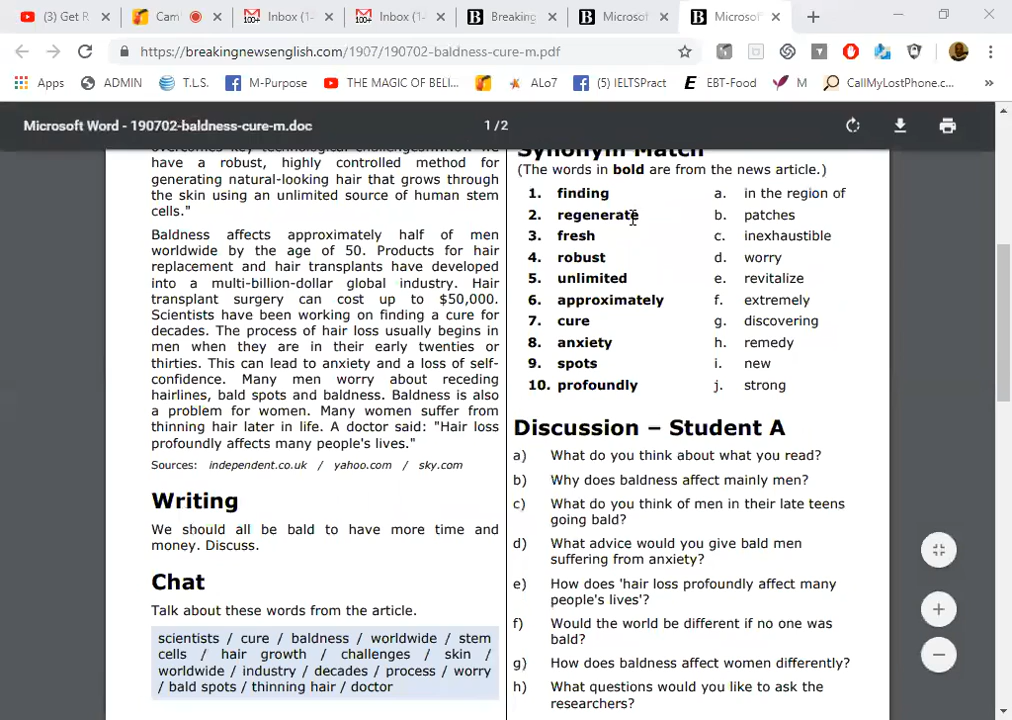 (3) Get R
Cam
Inbox (1-
Inbox (1-
Breaking
Microsof
Microsof
https://breakingnewsenglish.com/1907/190702-baldness-cure-m.pdf
Apps
ADMIN
T.L.S.
M-Purpose
THE MAGIC OF BELI...
ALo7
(5) IELTSPract
EBT-Food
M
CallMyLostPhone.c...
»
Microsoft Word - 190702-baldness-cure-m.doc
1 / 2
overcomes key technological challenges....Now we
have a robust, highly controlled method for
generating natural-looking hair that grows through
the skin using an unlimited source of human stem
cells."
Baldness affects approximately half of men
worldwide by the age of 50. Products for hair
replacement and hair transplants have developed
into a multi-billion-dollar global industry. Hair
transplant surgery can cost up to $50,000.
Scientists have been working on finding a cure for
decades. The process of hair loss usually begins in
men when they are in their early twenties or
thirties. This can lead to anxiety and a loss of self-
confidence. Many men worry about receding
hairlines, bald spots and baldness. Baldness is also
a problem for women. Many women suffer from
thinning hair later in life. A doctor said: "Hair loss
profoundly affects many people's lives."
Sources: independent.co.uk / yahoo.com / sky.com
Writing
We should all be bald to have more time and
money. Discuss.
Chat
Talk about these words from the article.
scientists / cure / baldness / worldwide / stem
cells / hair growth / challenges / skin /
worldwide / industry / decades / process / worry
/ bald spots / thinning hair / doctor
Synonym Match
(The words in bold are from the news article.)
1. finding a. in the region of
2. regenerate b. patches
3. fresh c. inexhaustible
4. robust d. worry
5. unlimited e. revitalize
6. approximately f. extremely
7. cure g. discovering
8. anxiety h. remedy
9. spots i. new
10. profoundly j. strong
Discussion – Student A
a) What do you think about what you read?
b) Why does baldness affect mainly men?
c) What do you think of men in their late teens
going bald?
d) What advice would you give bald men
suffering from anxiety?
e) How does 'hair loss profoundly affect many
people's lives'?
f) Would the world be different if no one was
bald?
g) How does baldness affect women differently?
h) What questions would you like to ask the
researchers?